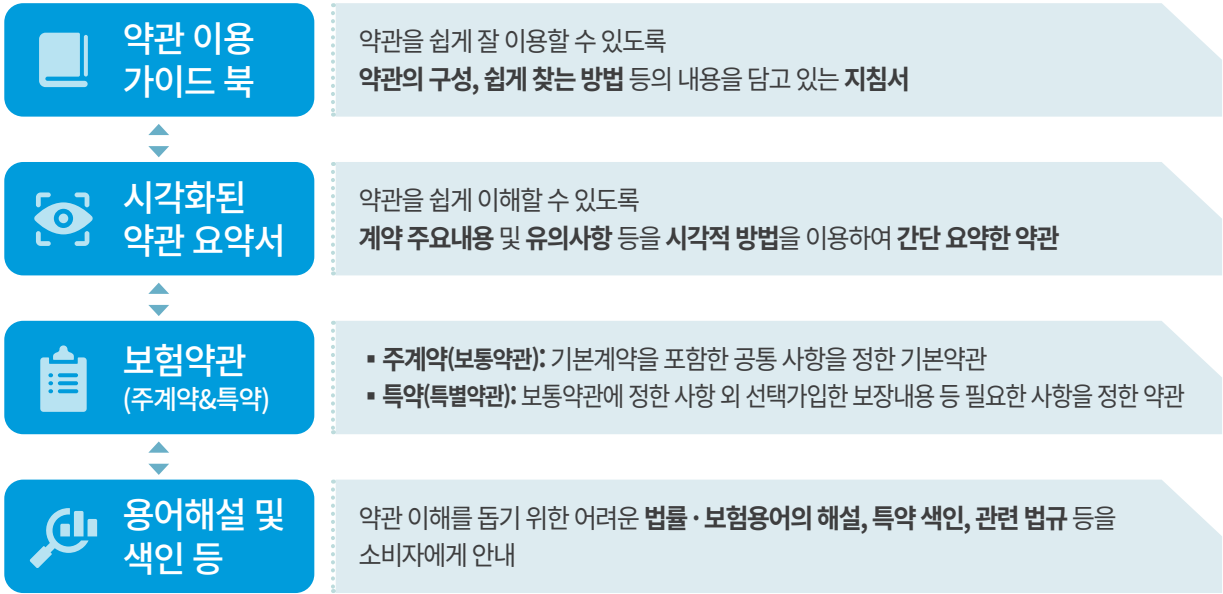 약관 이용
가이드 북
약관을 쉽게 잘 이용할 수 있도록
약관의 구성, 쉽게 찾는 방법 등의 내용을 담고 있는 지침서
시각화된
약관 요약서
약관을 쉽게 이해할 수 있도록
계약 주요내용 및 유의사항 등을 시각적 방법을 이용하여 간단 요약한 약관
보험약관
(주계약&특약)
▪ 주계약(보통약관): 기본계약을 포함한 공통 사항을 정한 기본약관
▪ 특약(특별약관): 보통약관에 정한 사항 외 선택가입한 보장내용 등 필요한 사항을 정한 약관
용어해설 및
색인 등
약관 이해를 돕기 위한 어려운 법률·보험용어의 해설, 특약 색인, 관련 법규 등을
소비자에게 안내